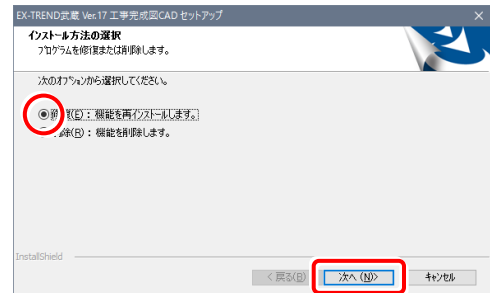 EX-TREND武蔵 Ver.17 工事完成図CAD セットアップ
インストール方法の選択
プログラムを修復または削除します。
次のオプションから選択してください。
(E)：機能を再インストールします。
除(R)：機能を削除します。
InstallShield
< 戻る(B) 次へ (N)> キャンセル